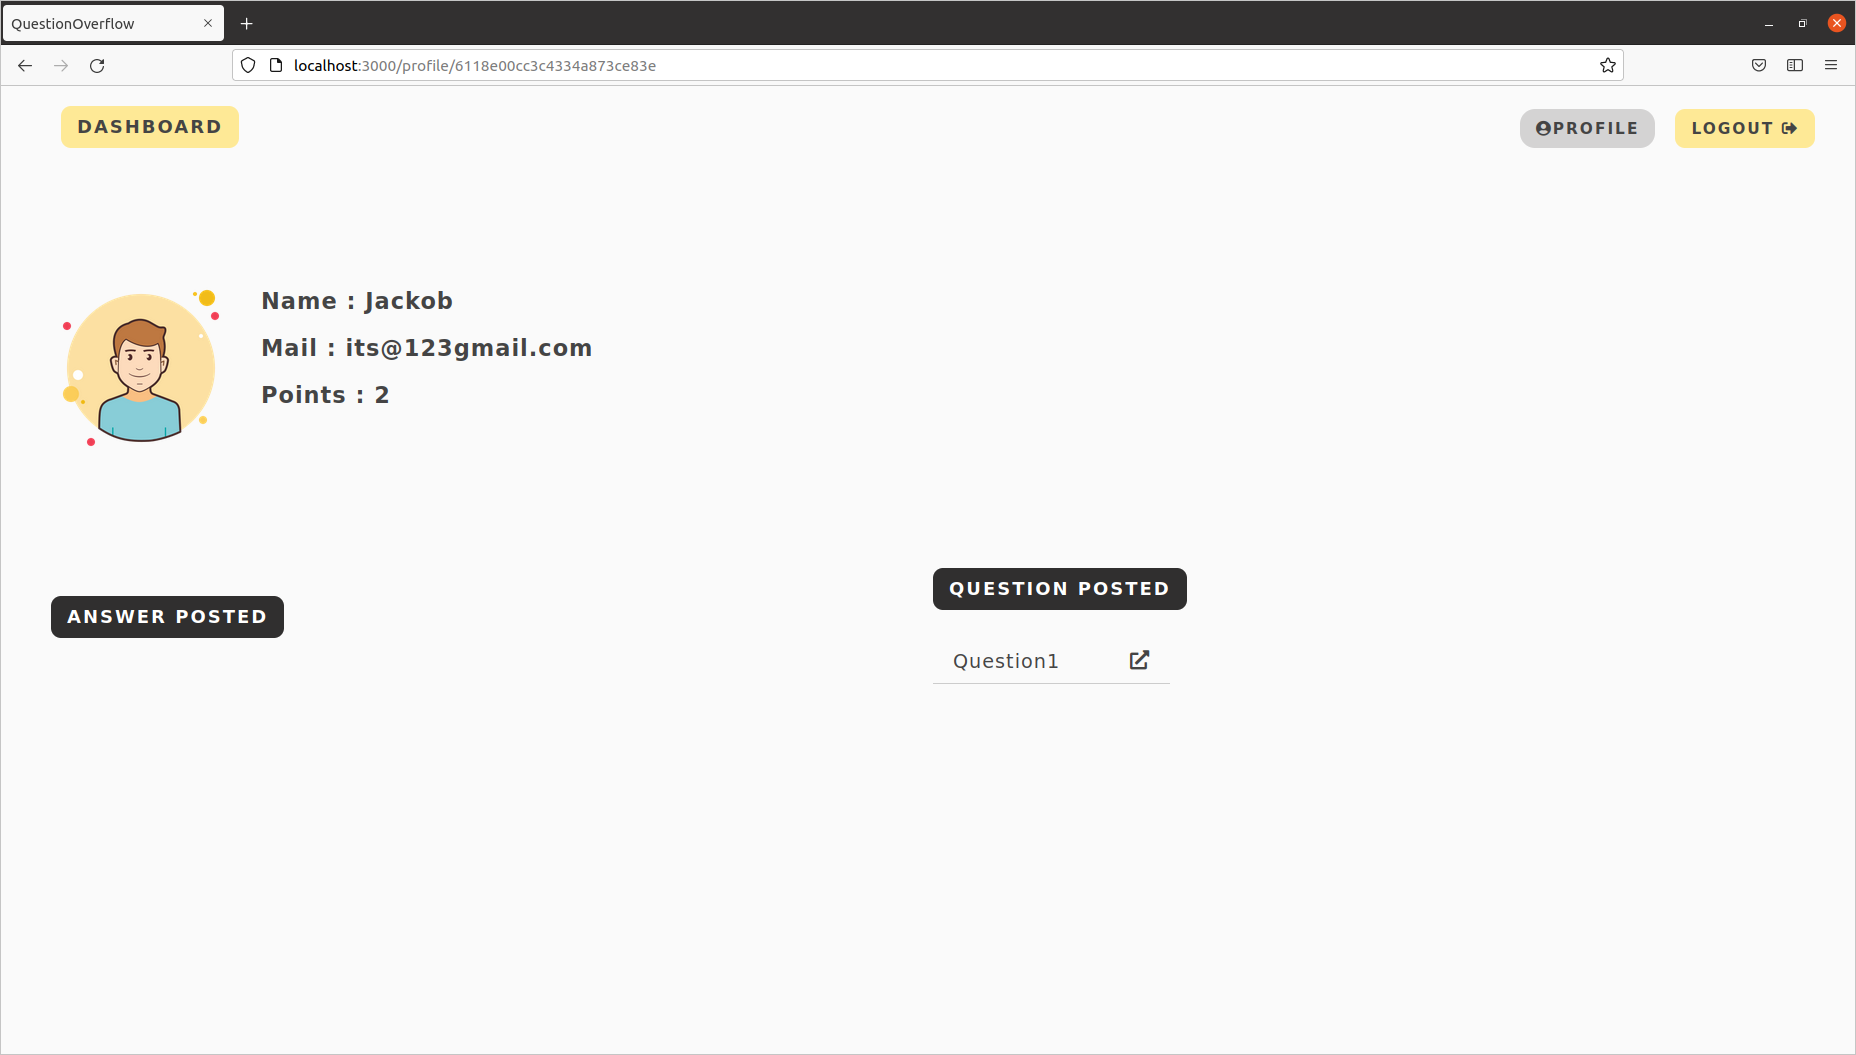 QuestionOverflow
localhost:3000/profile/6118e00cc3c4334a873ce83e
DASHBOARD
PROFILE
LOGOUT
Name : Jackob
Mail : its@123gmail.com
Points : 2
ANSWER POSTED
QUESTION POSTED
Question1